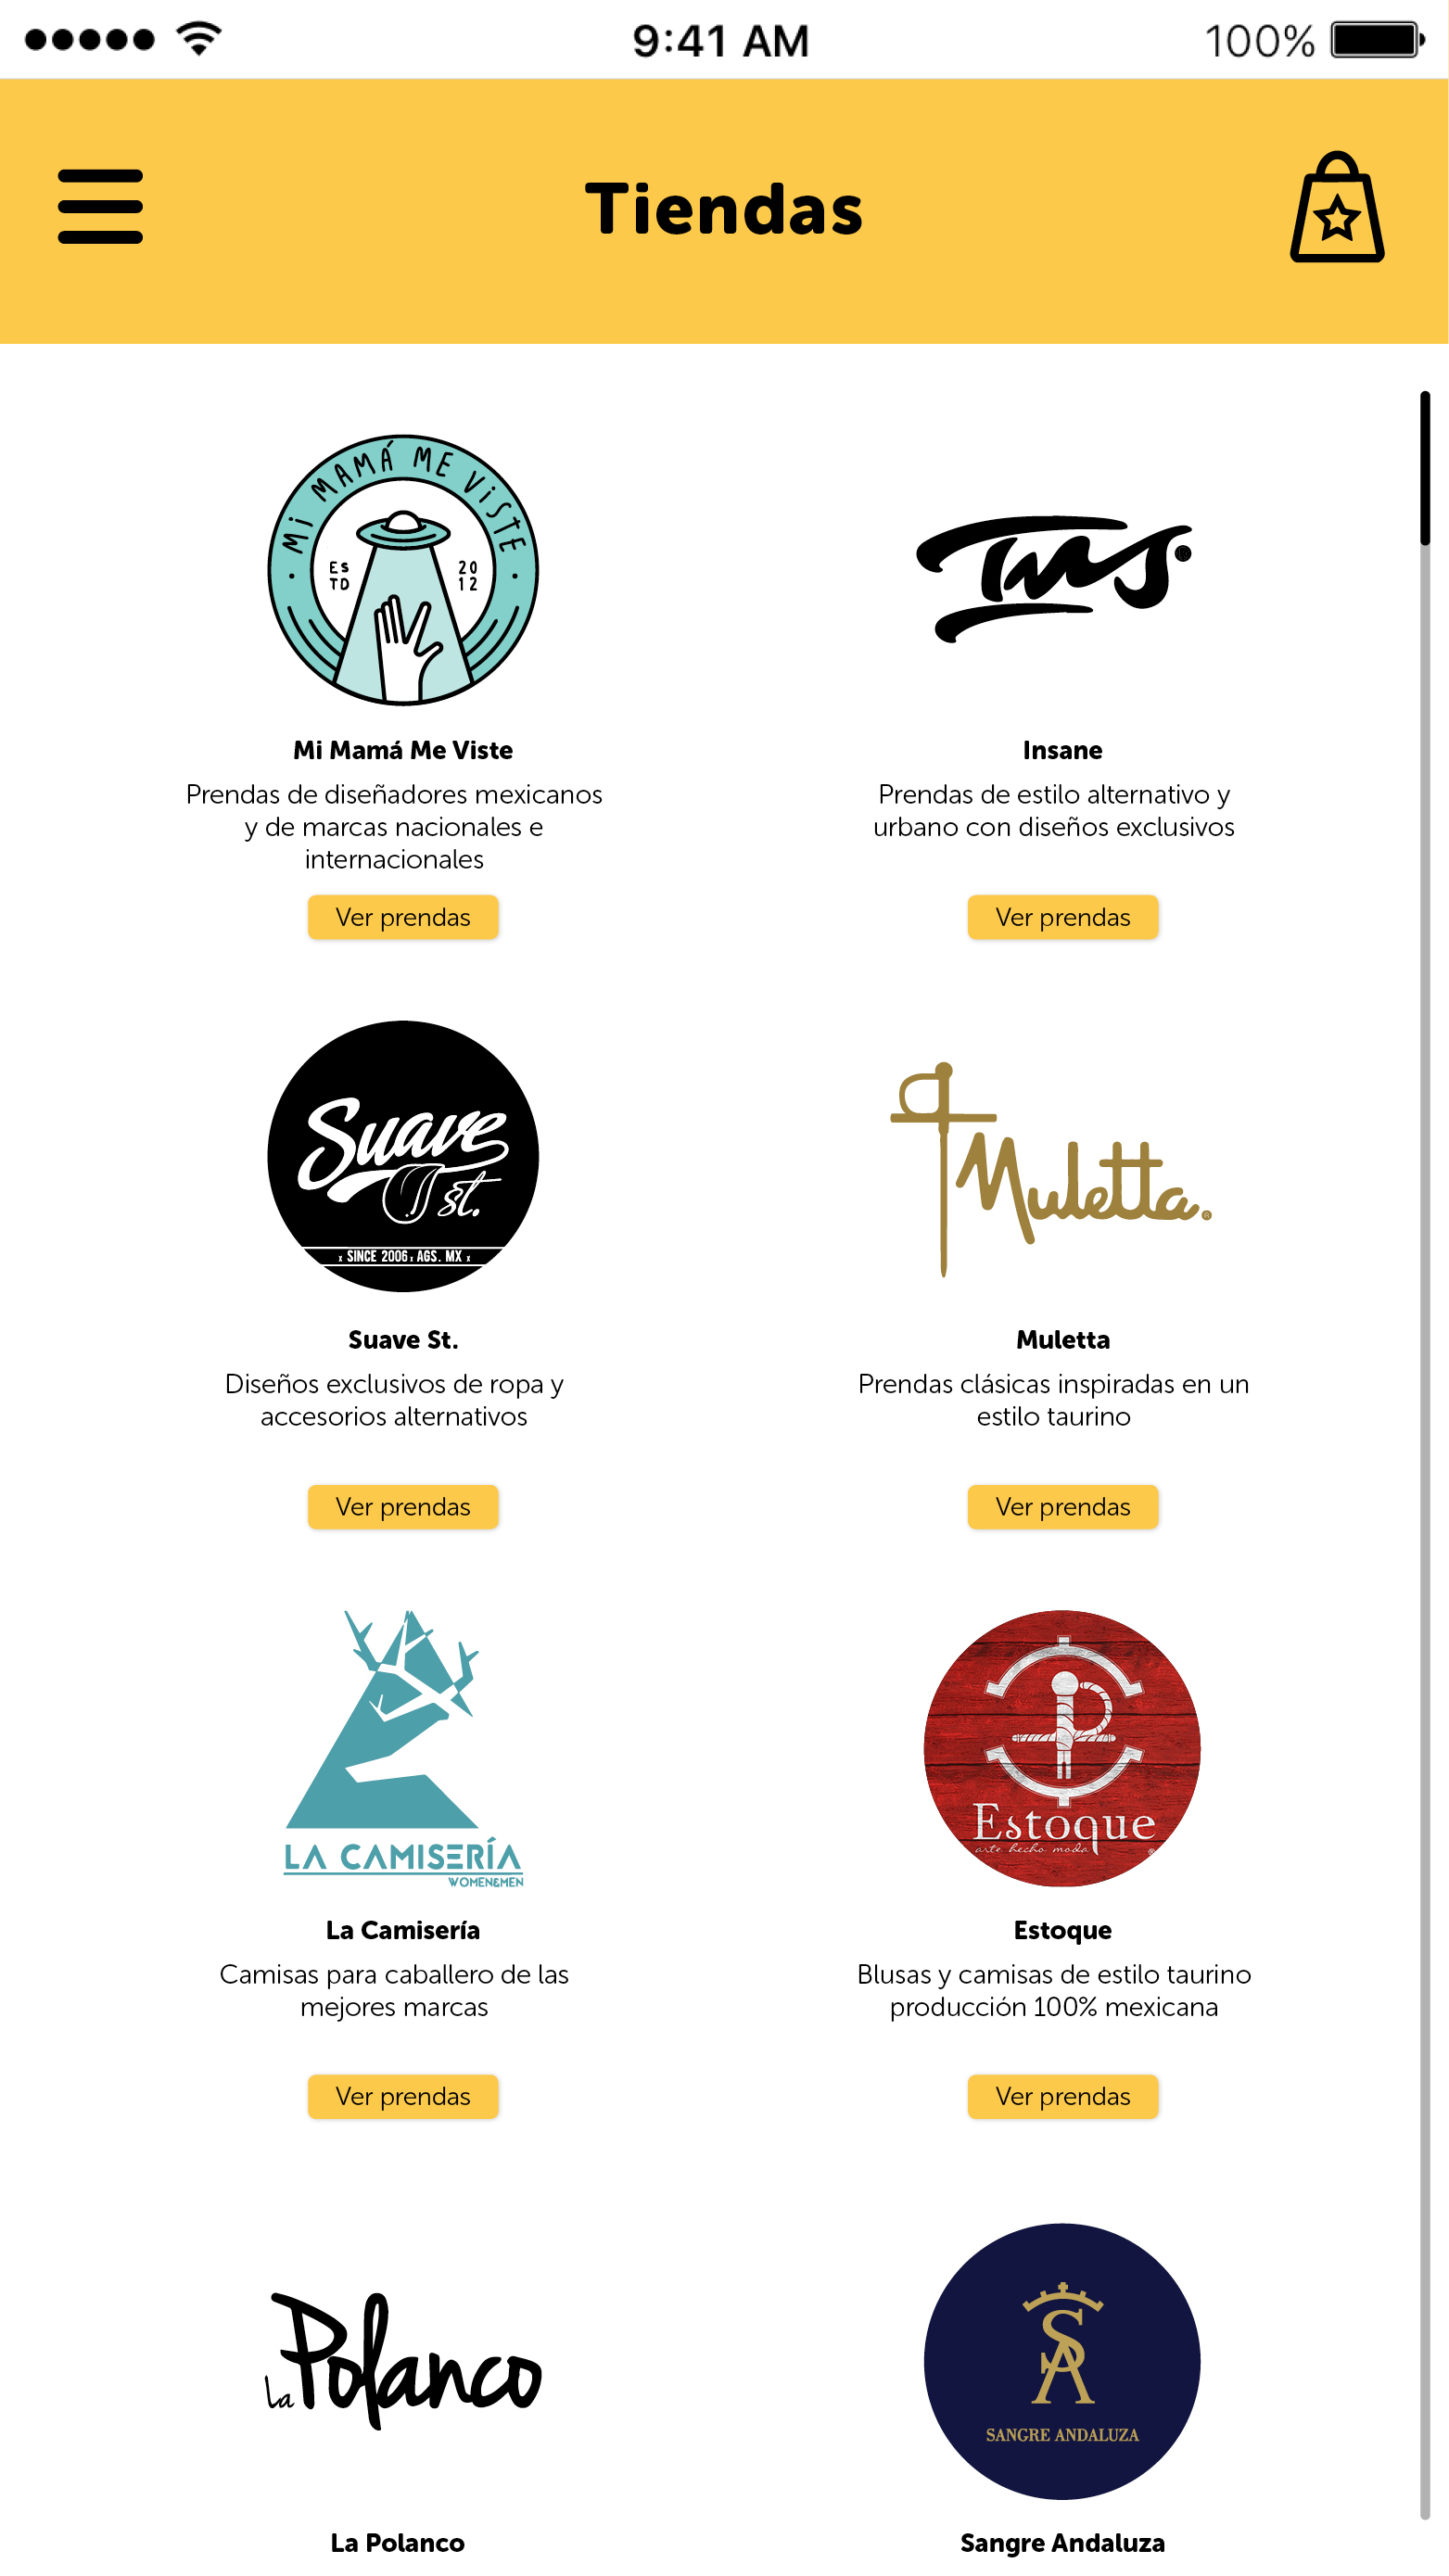 9:41 AM
100%
Tiendas
MI MAMÁ ME VISTE
ES
TD
20
12
Mi Mamá Me Viste
Prendas de diseñadores mexicanos
y de marcas nacionales e
internacionales
Ver prendas
Ins
®
Insane
Prendas de estilo alternativo y
urbano con diseños exclusivos
Ver prendas
Suave
st.
x SINCE 2006 x AGS. MX x
Suave St.
Diseños exclusivos de ropa y
accesorios alternativos
Ver prendas
Muletta®
Muletta
Prendas clásicas inspiradas en un
estilo taurino
Ver prendas
LA CAMISERÍA
WOMEN&MEN
La Camisería
Camisas para caballero de las
mejores marcas
Ver prendas
Estoque
arte hecho moda
®
Estoque
Blusas y camisas de estilo taurino
producción 100% mexicana
Ver prendas
La Polanco
La Polanco
SA
SANGRE ANDALUZA
Sangre Andaluza